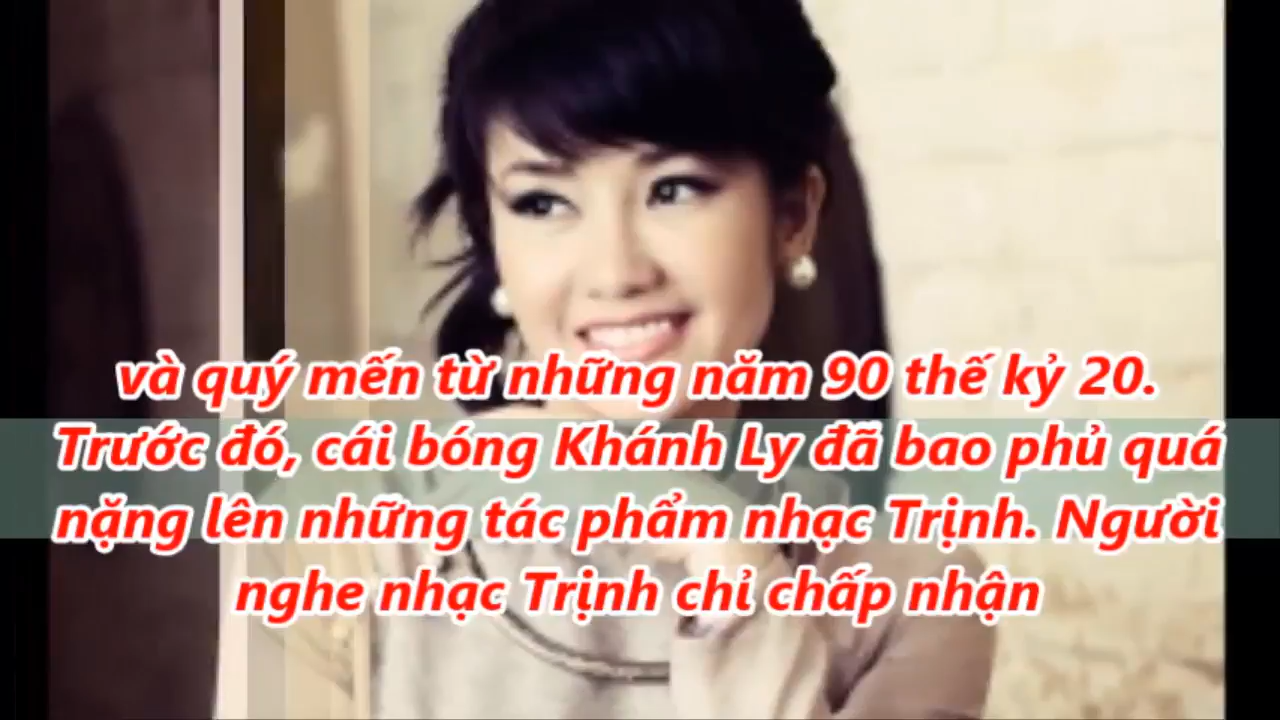 và quý mến từ những năm 90 thế kỷ 20.
Trước đó, cái bóng Khánh Ly đã bao phủ quá
nặng lên những tác phẩm nhạc Trịnh. Người
nghe nhạc Trịnh chỉ chấp nhận